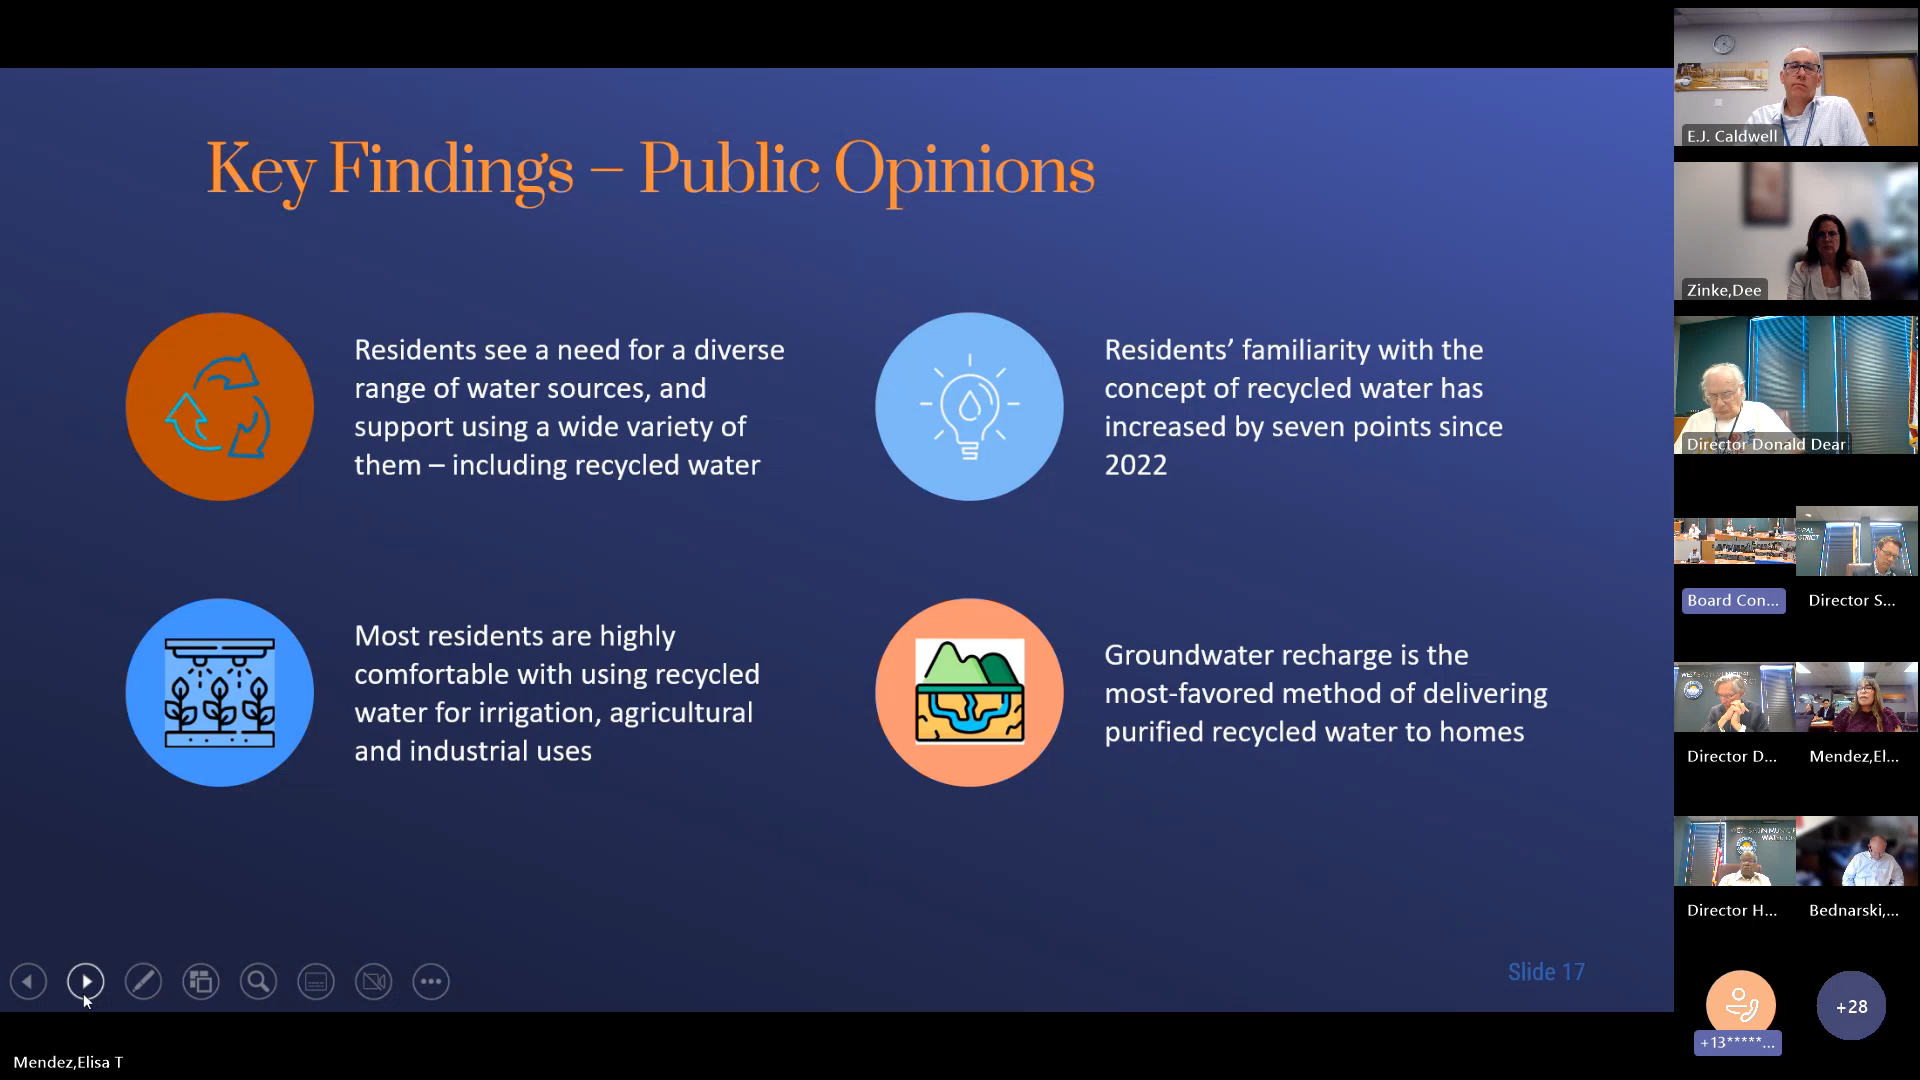 Key Findings – Public Opinions
Residents see a need for a diverse
range of water sources, and
support using a wide variety of
them – including recycled water
Residents’ familiarity with the
concept of recycled water has
increased by seven points since
2022
Most residents are highly
comfortable with using recycled
water for irrigation, agricultural
and industrial uses
Groundwater recharge is the
most-favored method of delivering
purified recycled water to homes
Slide 17
Mendez,Elisa T
E.J. Caldwell
Zinke,Dee
Director Donald Dear
Board Con...
Director S...
Director D...
Mendez,El...
Director H...
Bednarski,...
+13*****...
+28